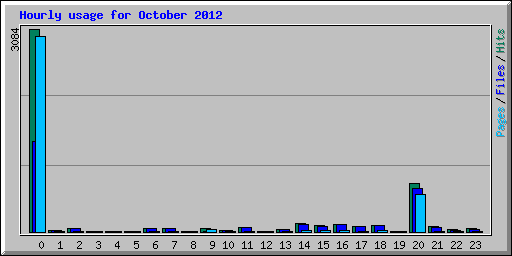 Hourly usage for October 2012
3084
Pages/Files/Hits
0 1 2 3 4 5 6 7 8 9 10 11 12 13 14 15 16 17 18 19 20 21 22 23